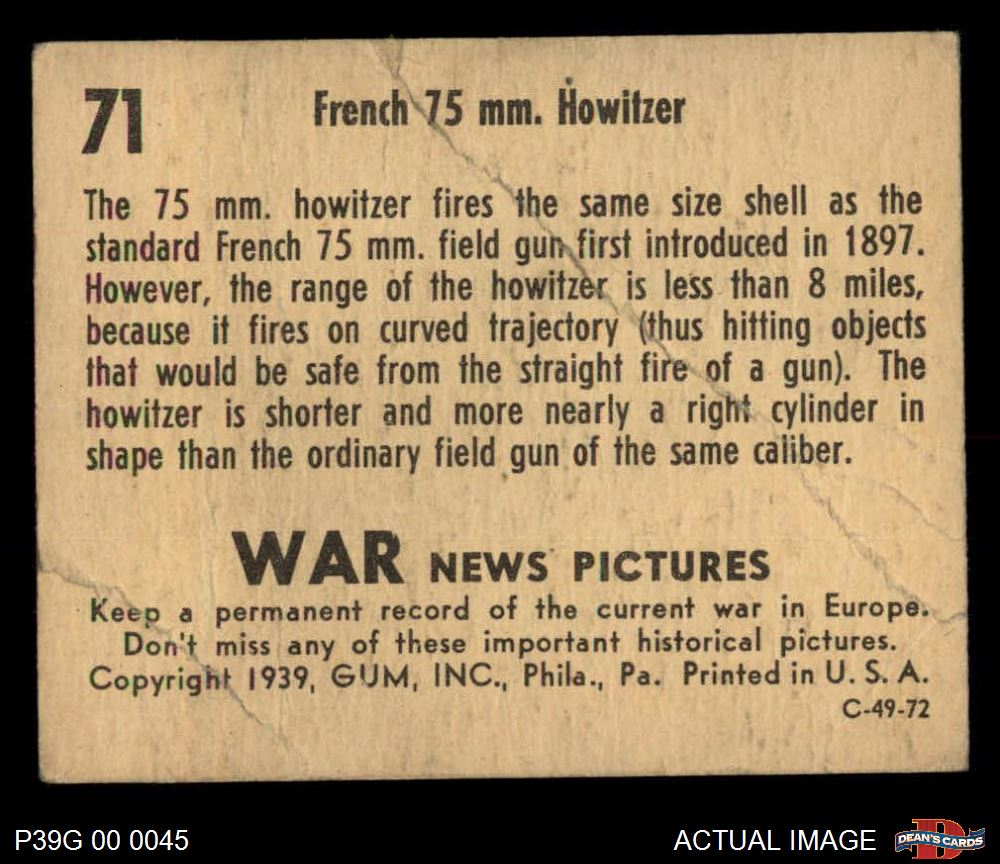 71
French 75 mm. Howitzer
The 75 mm. howitzer fires the same size shell as the
standard French 75 mm. field gun first introduced in 1897.
However, the range of the howitzer is less than 8 miles,
because it fires on curved trajectory (thus hitting objects
that would be safe from the straight fire of a gun). The
howitzer is shorter and more nearly a right cylinder in
shape than the ordinary field gun of the same caliber.
WAR NEWS PICTURES
Keep a permanent record of the current war in Europe.
Don't miss any of these important historical pictures.
Copyright 1939, GUM, INC., Phila., Pa. Printed in U. S. A.
C-49-72
P39G 00 0045
ACTUAL IMAGE
D
DEAN'S CARDS